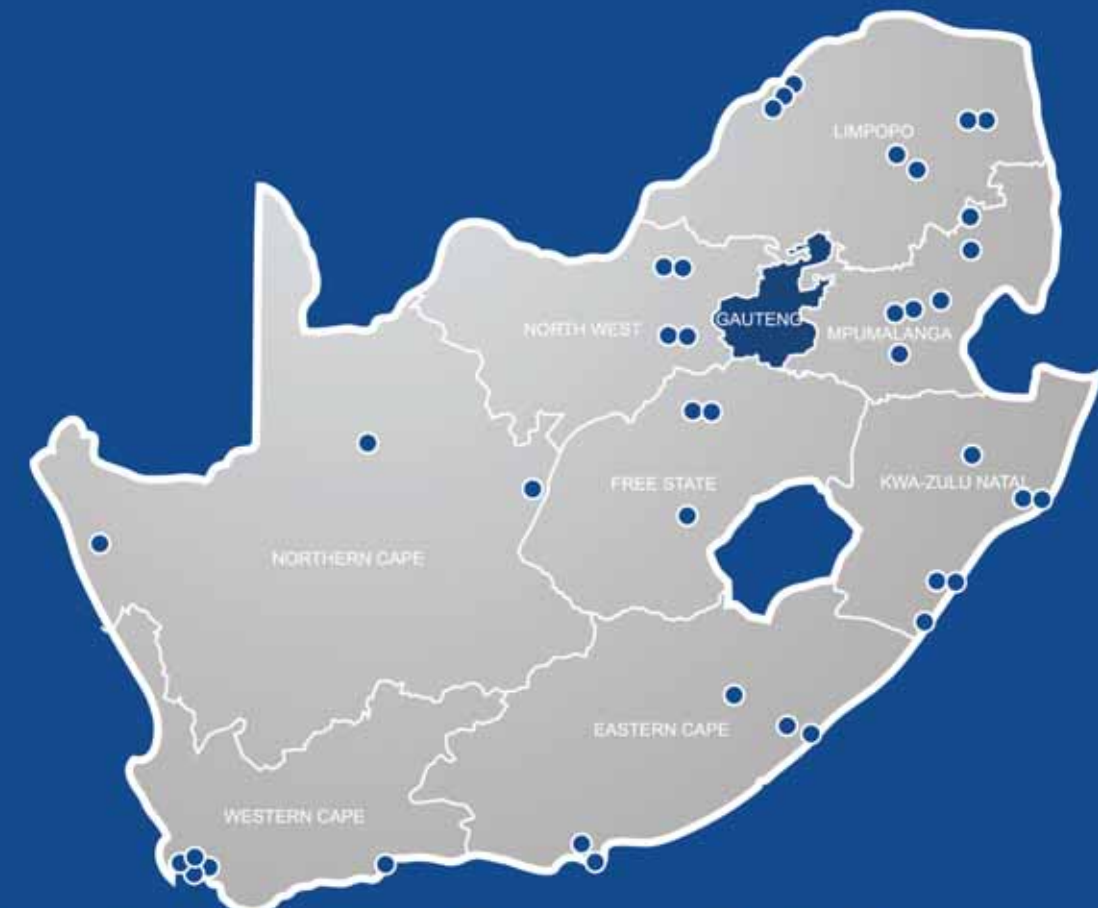 LIMPOPO
NORTH WEST
GAUTENG
MPUMALANGA
FREE STATE
KWA-ZULU NATAL
NORTHERN CAPE
EASTERN CAPE
WESTERN CAPE